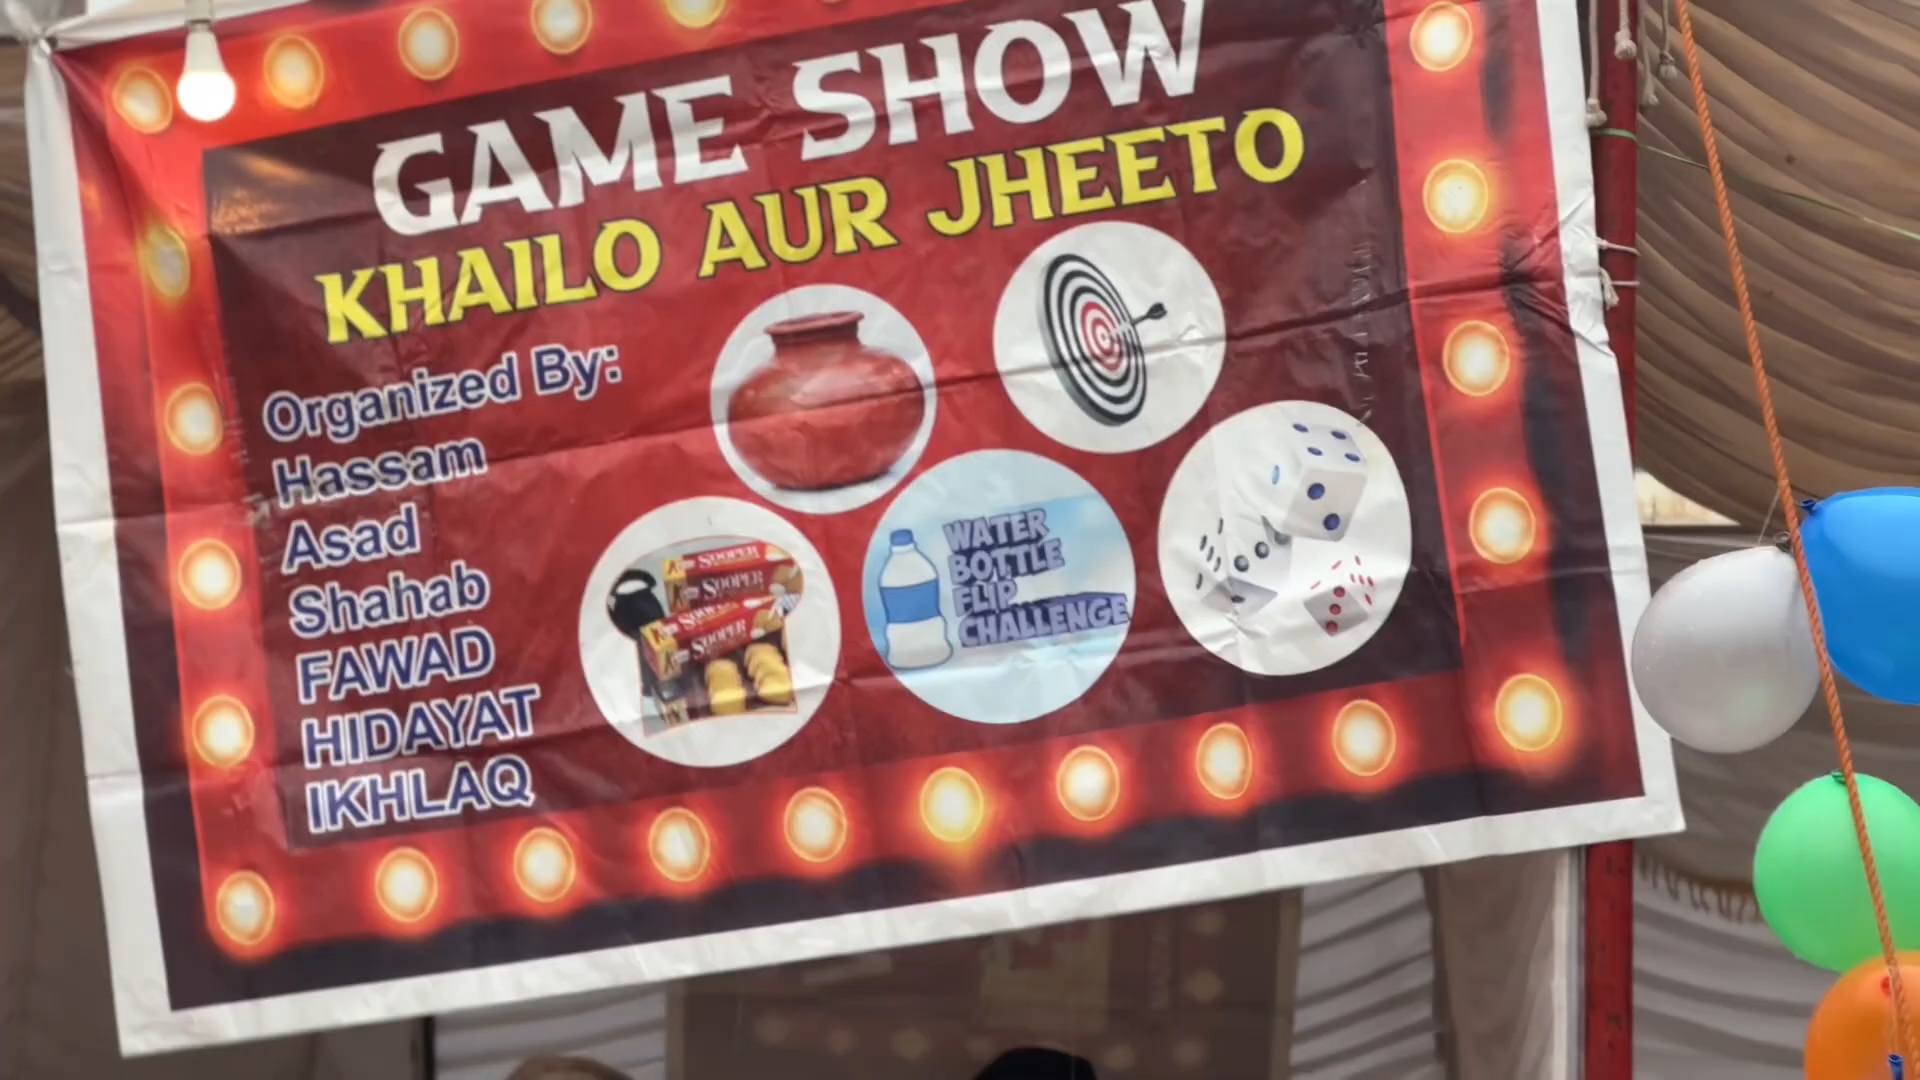 GAME SHOW
KHAILO AUR JHEETO
Organized By:
Hassam
Asad
Shahab
FAWAD
HIDAYAT
IKHLAQ
SOOPER
SOOPER
SOOPER
SOOPER
WATER
BOTTLE
FLIP
CHALLENGE